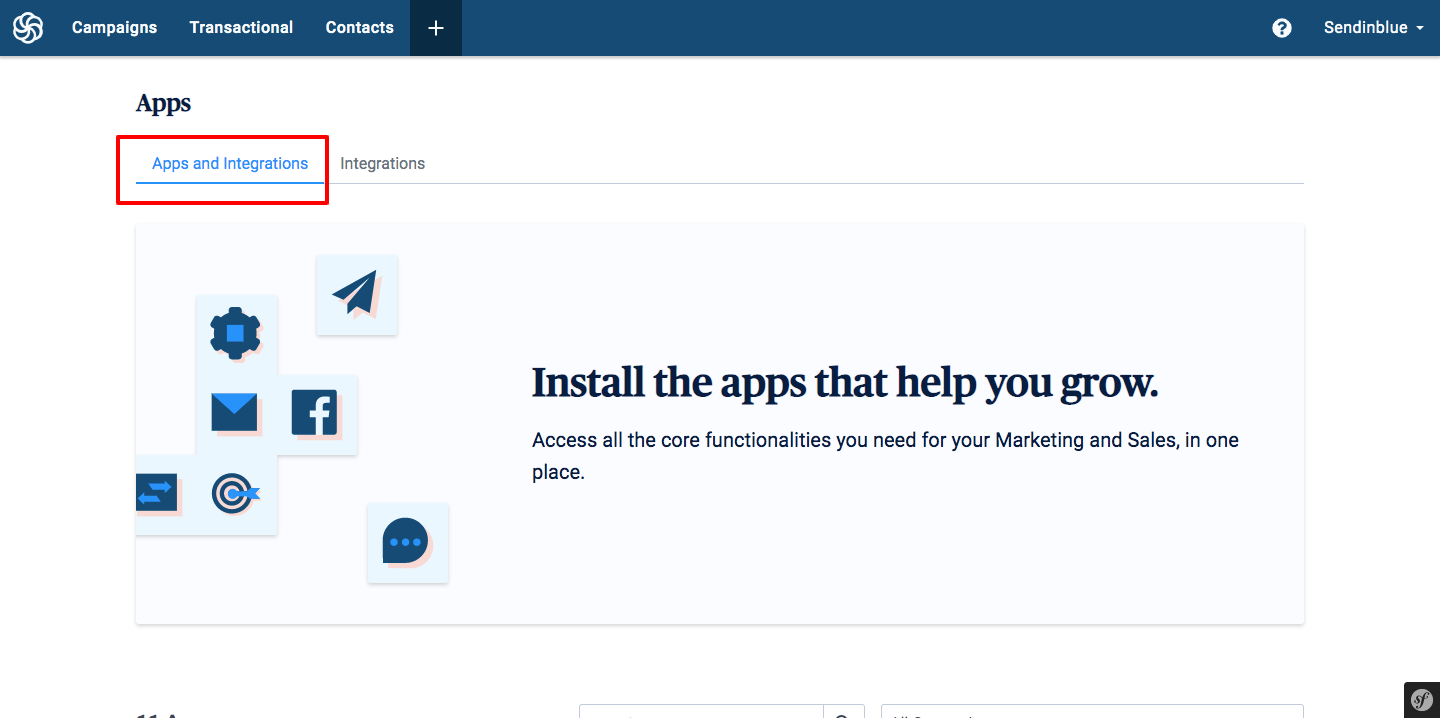 Campaigns Transactional Contacts + ? Sendinblue
Apps
Apps and Integrations Integrations
Install the apps that help you grow.
Access all the core functionalities you need for your Marketing and Sales, in one
place.